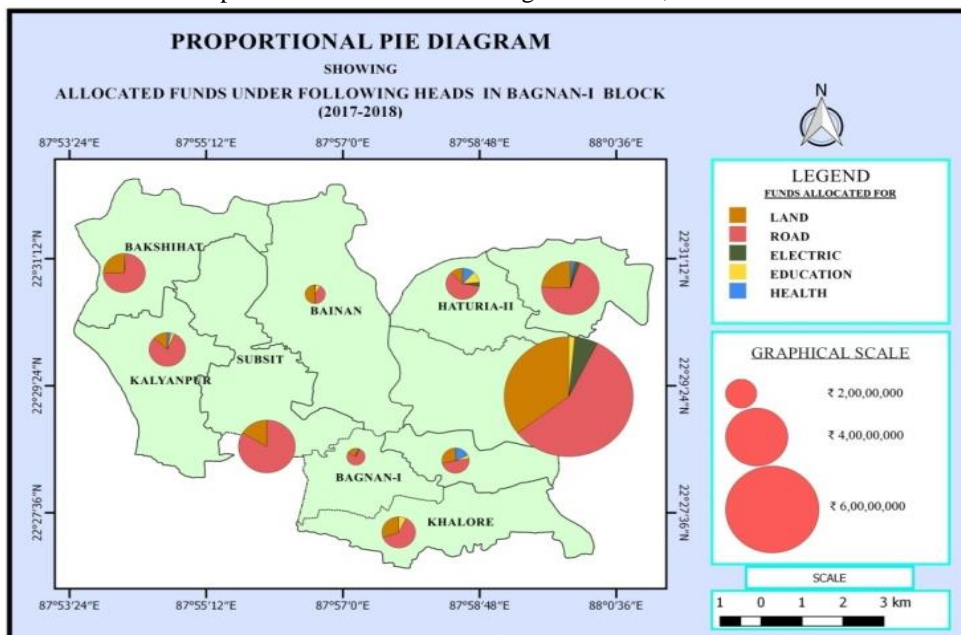 PROPORTIONAL PIE DIAGRAM
SHOWING
ALLOCATED FUNDS UNDER FOLLOWING HEADS IN BAGNAN-I BLOCK
(2017-2018)
87°53'24"E 87°55'12"E 87°57'0"E 87°58'48"E 88°0'36"E
22°31'12"N
22°29'24"N
22°27'36"N
BAKSHIHAT
BAINAN
HATURIA-II
KALYANPUR
SUBSIT
BAGNAN-I
KHALORE
22°31'12"N
22°29'24"N
22°27'36"N
87°53'24"E 87°55'12"E 87°57'0"E 87°58'48"E 88°0'36"E
N
LEGEND
FUNDS ALLOCATED FOR
LAND
ROAD
ELECTRIC
EDUCATION
HEALTH
GRAPHICAL SCALE
₹ 2,00,00,000
₹ 4,00,00,000
₹ 6,00,00,000
SCALE
1 0 1 2 3 km